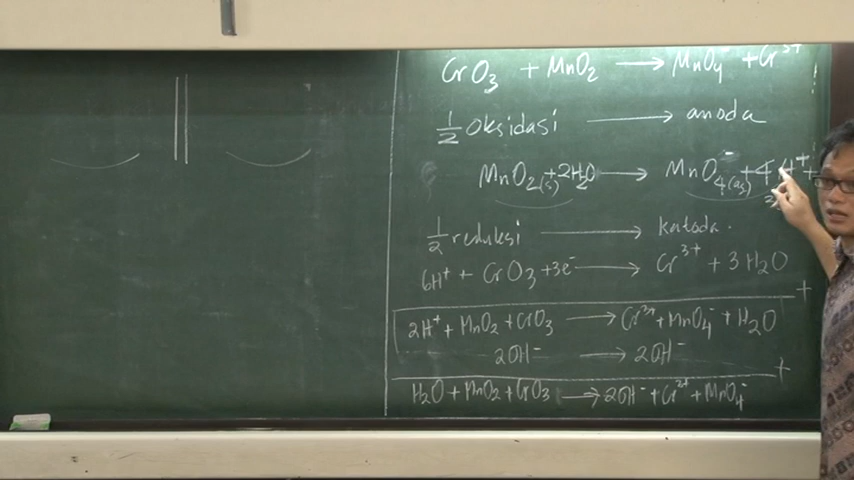 CrO₃ + MnO₂ → MnO₄⁻ + Cr³⁺
½ Oksidasi → anoda
MnO₂(s) + 2H₂O → MnO₄⁻(aq) + 4H⁺ +
½ reduksi → katoda.
6H⁺ + CrO₃ + 3e⁻ → Cr³⁺ + 3H₂O
+
2H⁺ + MnO₂ + CrO₃ → Cr³⁺ + MnO₄⁻ + H₂O
2OH⁻ → 2OH⁻
+
H₂O + MnO₂ + CrO₃ → 2OH⁻ + Cr³⁺ + MnO₄⁻